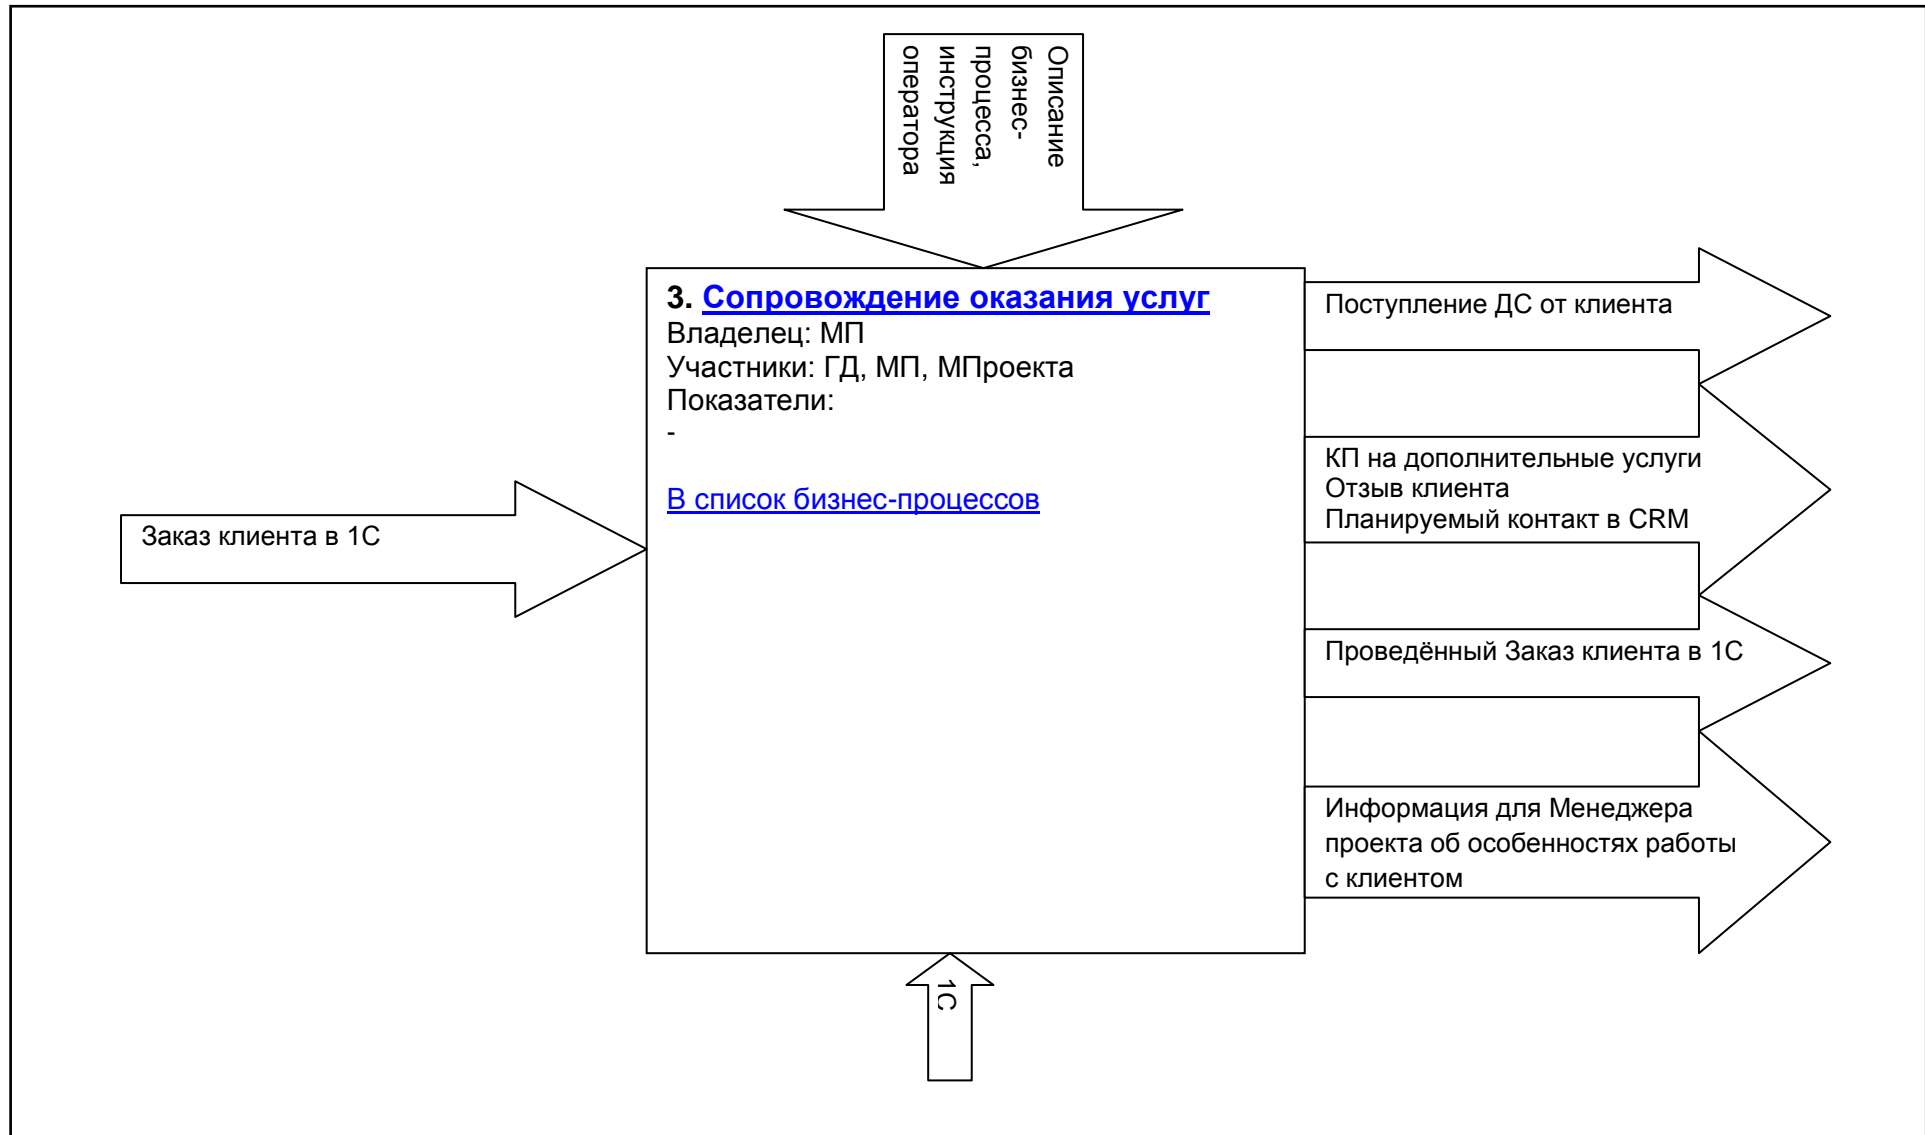 Описание
бизнес-
процесса,
инструкция
оператора
3. Сопровождение оказания услуг
Владелец: МП
Участники: ГД, МП, МПроекта
Показатели:
-
В список бизнес-процессов
Заказ клиента в 1С
Поступление ДС от клиента
КП на дополнительные услуги
Отзыв клиента
Планируемый контакт в CRM
Проведённый Заказ клиента в 1С
Информация для Менеджера
проекта об особенностях работы
с клиентом
1С